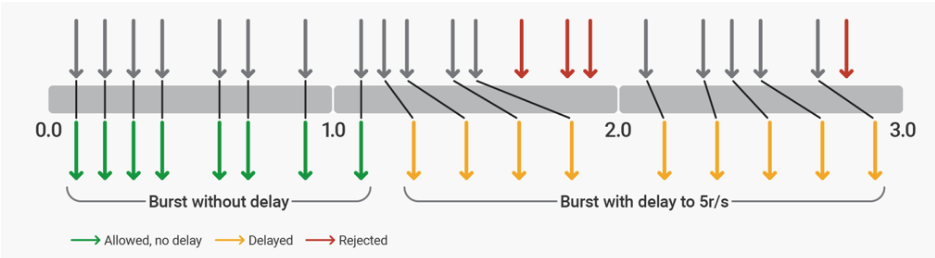 0.0 1.0 2.0 3.0
Burst without delay Burst with delay to 5r/s
Allowed, no delay Delayed Rejected